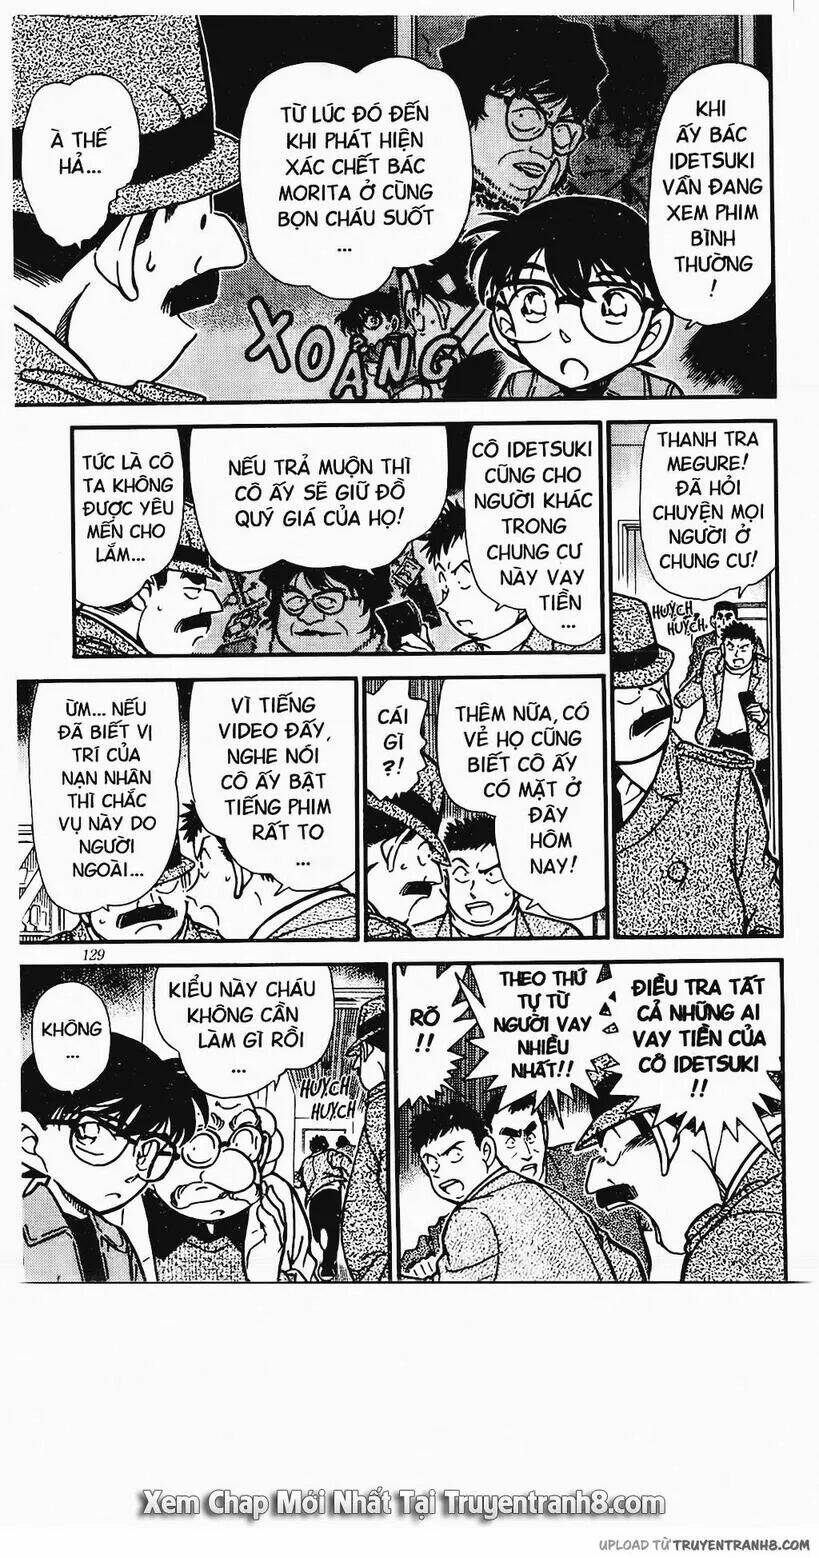 KHI
ẤY BÁC
IDETSUKI
VẪN ĐANG
XEM PHIM
BÌNH
THƯỜNG
!
TỪ LÚC ĐÓ ĐẾN
KHI PHÁT HIỆN
XÁC CHẾT BÁC
MORITA Ở CÙNG
BỌN CHÁU SUỐT
...
À THẾ
HẢ...
XOẢNG
THANH TRA
MEGURE!
ĐÃ HỎI
CHUYỆN MỌI
NGƯỜI Ở
CHUNG CƯ!
HUỲCH
HUỲCH
CÔ IDETSUKI
CŨNG CHO
NGƯỜI KHÁC
TRONG
CHUNG CƯ
NÀY VAY
TIỀN
...
NẾU TRẢ MUỘN THÌ
CÔ ẤY SẼ GIỮ ĐỒ
QUÝ GIÁ CỦA HỌ!
TỨC LÀ CÔ
TA KHÔNG
ĐƯỢC YÊU
MẾN CHO
LẮM...
THÊM NỮA, CÓ
VẺ HỌ CŨNG
BIẾT CÔ ẤY
CÓ MẶT Ở
ĐÂY
HÔM
NAY!
CÁI
GÌ
?!
VÌ TIẾNG
VIDEO ĐẤY,
NGHE NÓI
CÔ ẤY BẬT
TIẾNG PHIM
RẤT TO
...
ỪM... NẾU
ĐÃ BIẾT VỊ
TRÍ CỦA
NẠN NHÂN
THÌ CHẮC
VỤ NÀY DO
NGƯỜI
NGOÀI...
129
ĐIỀU TRA TẤT
CẢ NHỮNG AI
VAY TIỀN CỦA
CÔ IDETSUKI
!!
THEO THỨ
TỰ TỪ
NGƯỜI VAY
NHIỀU
NHẤT!!
RÕ
!!
KIỂU NÀY CHÁU
KHÔNG CẦN
LÀM GÌ RỒI
...
HUỲCH
HUỲCH
KHÔNG
...
Xem Chap Mới Nhất Tại Truyentranh8.com
UPLOAD TỪ TRUYENTRANH8.COM